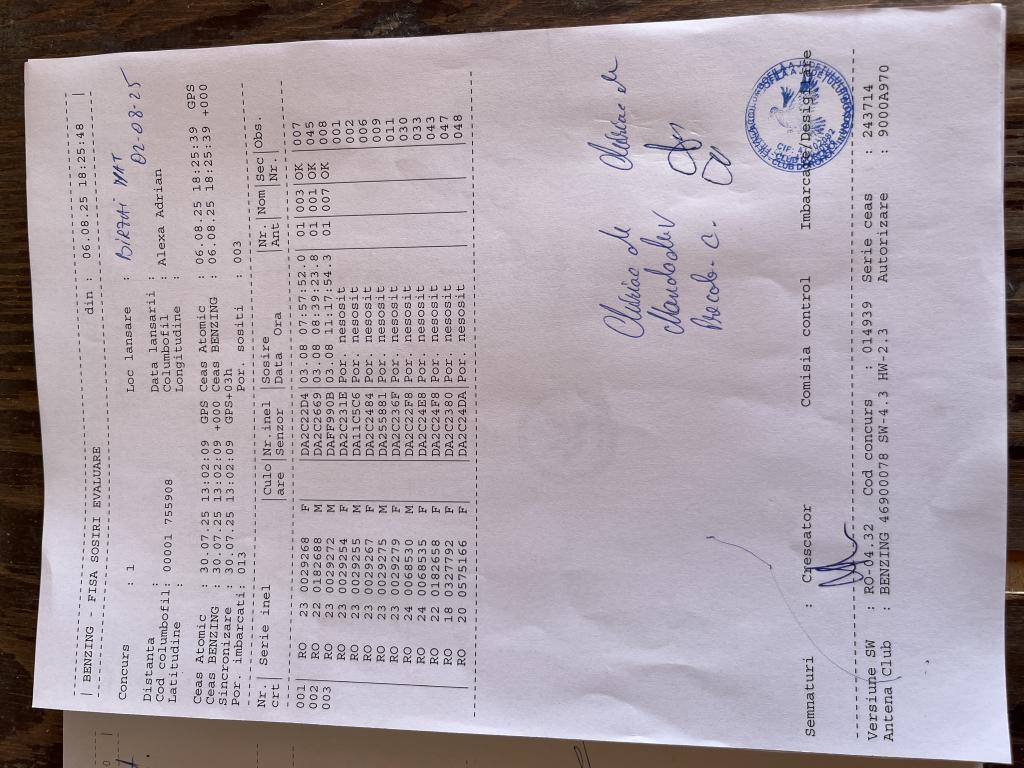 | BENZING - FISA SOSIRI EVALUARE din : 06.08.25 18:25:48 |
Concurs : 1 Loc lansare : BIRZAI NAT
Distanta : Data lansarii : 02-08-25
Cod columbofil: 00001 755908 Columbofil : Alexa Adrian
Latitudine : Longitudine :
Ceas Atomic : 30.07.25 13:02:09 GPS Ceas Atomic : 06.08.25 18:25:39 GPS
Ceas BENZING : 30.07.25 13:02:09 +000 Ceas BENZING : 06.08.25 18:25:39 +000
Sincronizare : 30.07.25 13:02:09 GPS+03h
Por. imbarcati: 013 Por. sositi : 003
Nr. | Serie inel |Culo |Nr.inel |Sosire |Nr. |Nom |Sec |Obs.
crt | |are |Senzor |Data Ora |Ant | |Nr. |
001 | RO 23 0029268 F | |DA2C22D4 |03.08 07:57:52.0 |01 |003 |OK |007
002 | RO 22 0182688 M | |DA2C2669 |03.08 08:39:23.8 |01 |001 |OK |045
003 | RO 23 0029272 M | |DAFF990B |03.08 11:17:54.3 |01 |007 |OK |008
| RO 23 0029254 F | |DA2C231E |Por. nesosit | | | |001
| RO 23 0029255 M | |DA11C5C6 |Por. nesosit | | | |002
| RO 23 0029267 F | |DA2C2484 |Por. nesosit | | | |006
| RO 23 0029275 M | |DA255881 |Por. nesosit | | | |009
| RO 23 0029279 F | |DA2C236F |Por. nesosit | | | |011
| RO 24 0068530 M | |DA2C22F8 |Por. nesosit | | | |030
| RO 24 0068535 F | |DA2C24E8 |Por. nesosit | | | |033
| RO 22 0182658 F | |DA2C24F8 |Por. nesosit | | | |043
| RO 18 1225792 F | |DA2C2380 |Por. nesosit | | | |047
| RO 20 0575166 F | |DA2C24DA |Por. nesosit | | | |048
Semnaturi : Crescator Comisia control Imbarcare/Desigilare
Versiune SW : RO-04.32 Cod concurs : 014939 Serie ceas : 243714
Antena Club : BENZING 46900078 SW-4.3 HW-2.3 Autorizare : 9000A970